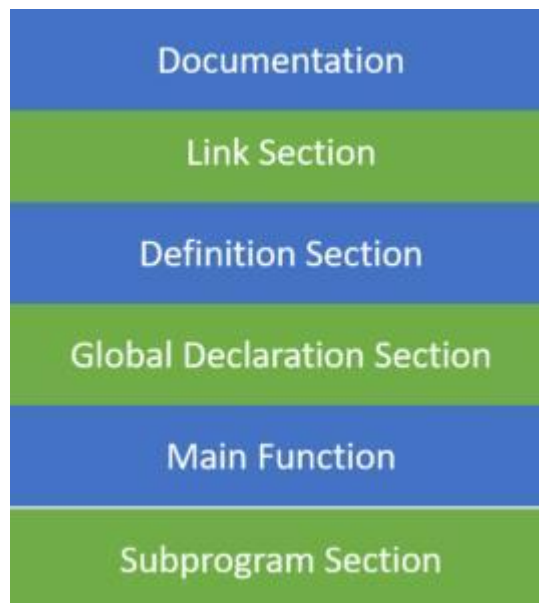 Documentation
Link Section
Definition Section
Global Declaration Section
Main Function
Subprogram Section